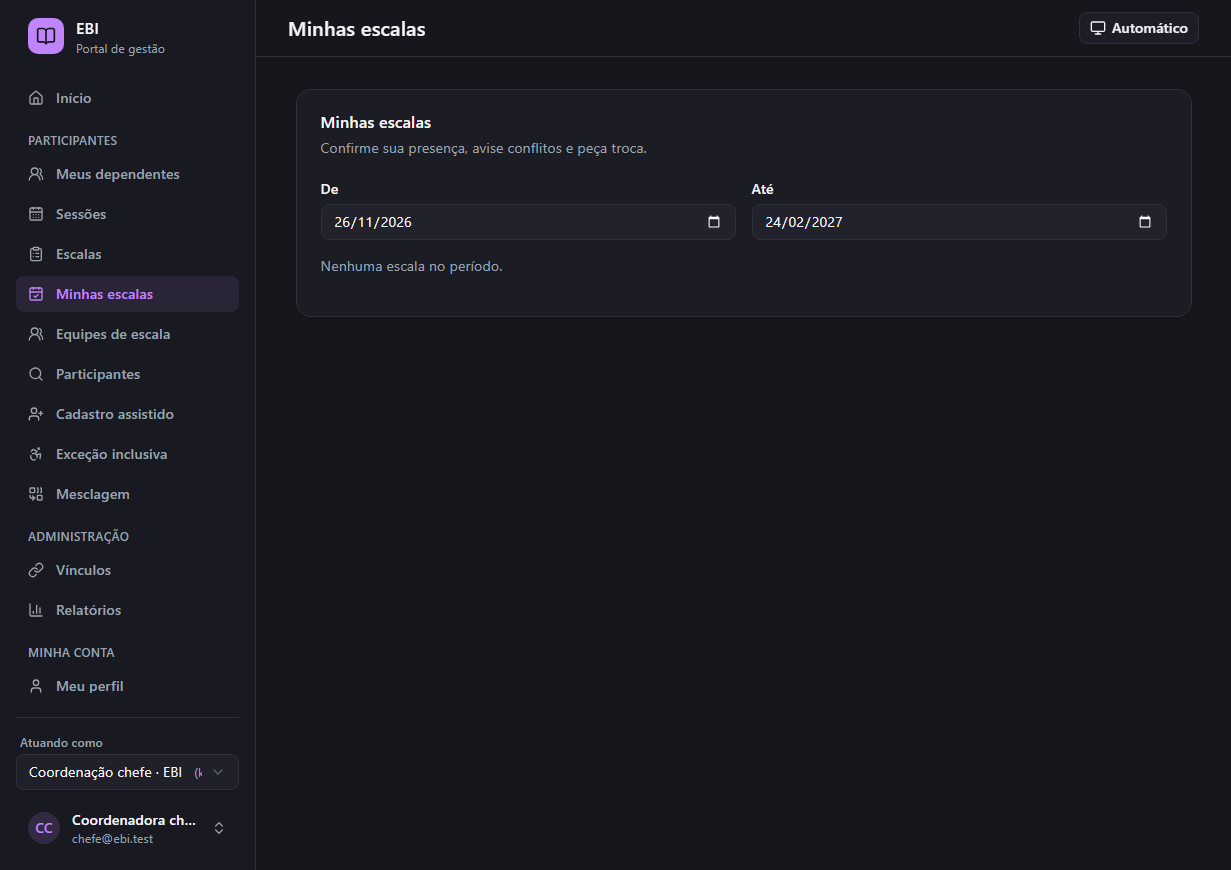 EBI
Portal de gestão
Início
PARTICIPANTES
Meus dependentes
Sessões
Escalas
Minhas escalas
Equipes de escala
Participantes
Cadastro assistido
Exceção inclusiva
Mesclagem
ADMINISTRAÇÃO
Vínculos
Relatórios
MINHA CONTA
Meu perfil
Atuando como
Coordenação chefe · EBI
CC
Coordenadora ch...
chefe@ebi.test
Minhas escalas
Automático
Minhas escalas
Confirme sua presença, avise conflitos e peça troca.
De
Até
26/11/2026
24/02/2027
Nenhuma escala no período.